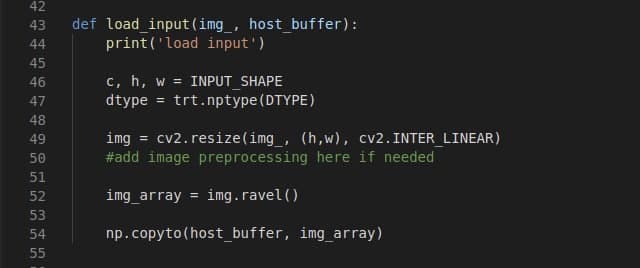 42
43 def load_input(img_, host_buffer):
44     print('load input')
45
46     c, h, w = INPUT_SHAPE
47     dtype = trt.nptype(DTYPE)
48
49     img = cv2.resize(img_, (h,w), cv2.INTER_LINEAR)
50     #add image preprocessing here if needed
51
52     img_array = img.ravel()
53
54     np.copyto(host_buffer, img_array)
55